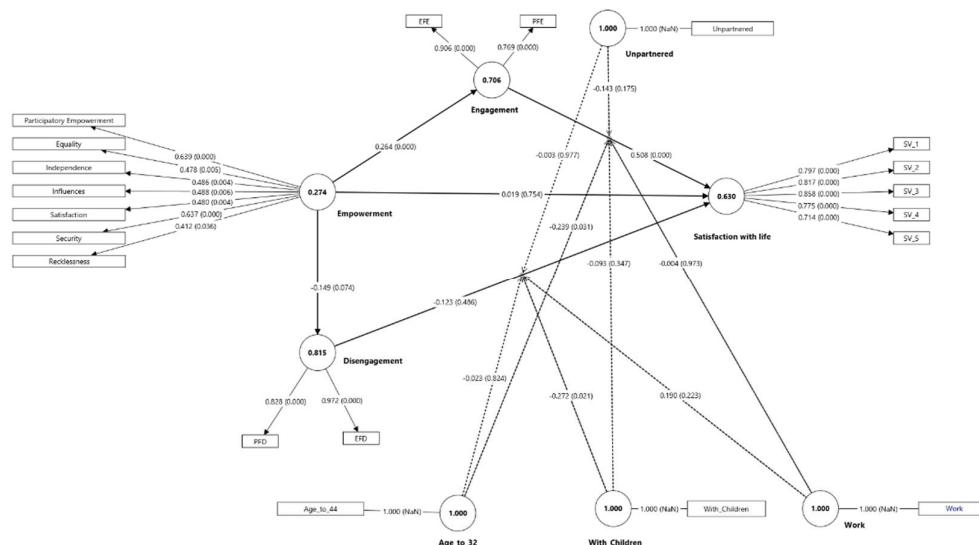 EFE
PFE
1.000
1.000 (NaN)
Unpartnered
0.906 (0.000)
0.769 (0.000)
Unpartnered
0.706
-0.143 (0.175)
Engagement
Participatory Empowerment
Equality
Independence
Influences
Satisfaction
Security
Recklessness
0.639 (0.000)
0.478 (0.005)
0.486 (0.004)
0.488 (0.006)
0.480 (0.004)
0.637 (0.000)
0.412 (0.036)
0.264 (0.000)
-0.003 (0.977)
0.508 (0.000)
0.274
Empowerment
0.019 (0.754)
0.630
Satisfaction with life
0.797 (0.000)
0.817 (0.000)
0.858 (0.000)
0.775 (0.000)
0.714 (0.000)
SV_1
SV_2
SV_3
SV_4
SV_5
-0.239 (0.031)
-0.093 (0.347)
-0.004 (0.973)
-0.149 (0.074)
-0.123 (0.486)
0.815
Disengagement
-0.023 (0.824)
-0.272 (0.021)
0.190 (0.223)
0.828 (0.000)
0.972 (0.000)
PFD
EFD
Age_to_44
1.000 (NaN)
1.000
Age_to_32
1.000
1.000 (NaN)
With_Children
With_Children
1.000
1.000 (NaN)
Work
Work